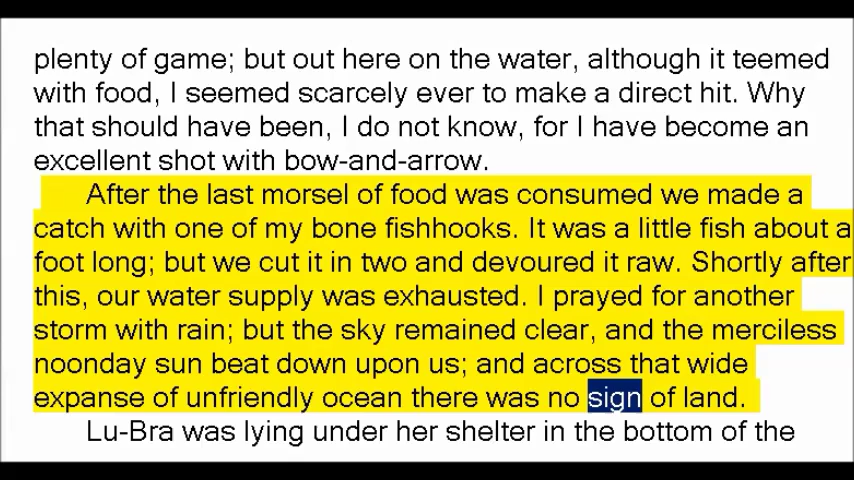 plenty of game; but out here on the water, although it teemed
with food, I seemed scarcely ever to make a direct hit. Why
that should have been, I do not know, for I have become an
excellent shot with bow-and-arrow.
After the last morsel of food was consumed we made a
catch with one of my bone fishhooks. It was a little fish about a
foot long; but we cut it in two and devoured it raw. Shortly after
this, our water supply was exhausted. I prayed for another
storm with rain; but the sky remained clear, and the merciless
noonday sun beat down upon us; and across that wide
expanse of unfriendly ocean there was no sign of land.
Lu-Bra was lying under her shelter in the bottom of the